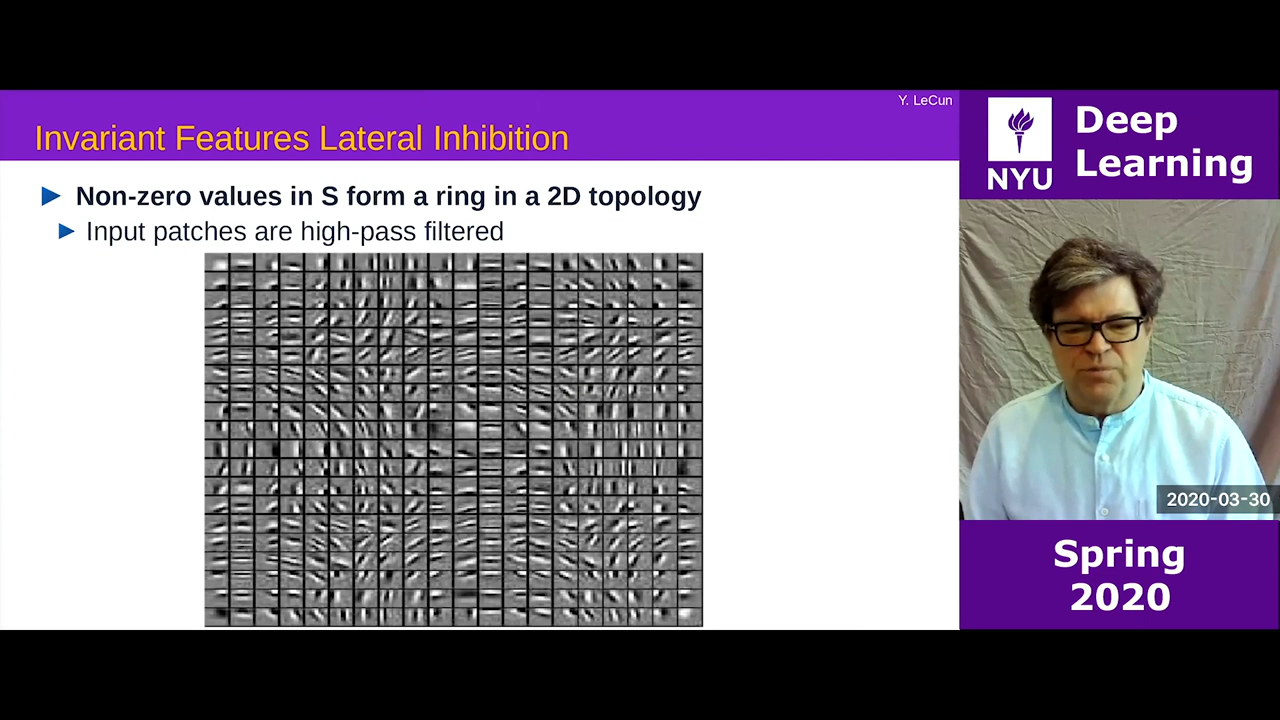 Y. LeCun
Invariant Features Lateral Inhibition
Non-zero values in S form a ring in a 2D topology
Input patches are high-pass filtered
NYU
Deep
Learning
2020-03-30
Spring
2020